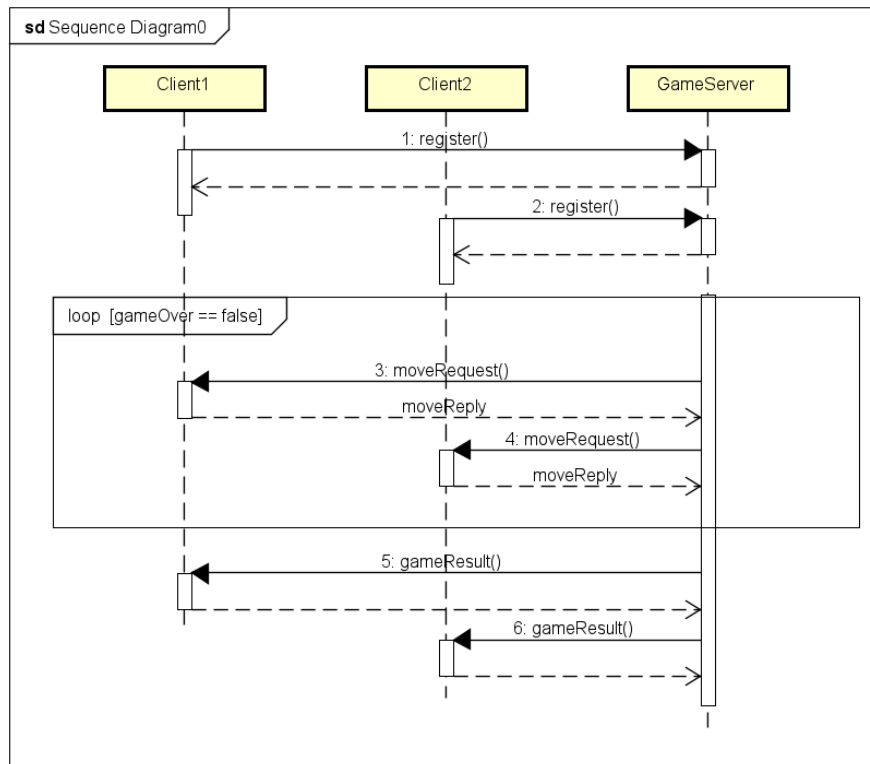 sd Sequence Diagram0
Client1
Client2
GameServer
1: register()
2: register()
loop [gameOver == false]
3: moveRequest()
moveReply
4: moveRequest()
moveReply
5: gameResult()
6: gameResult()